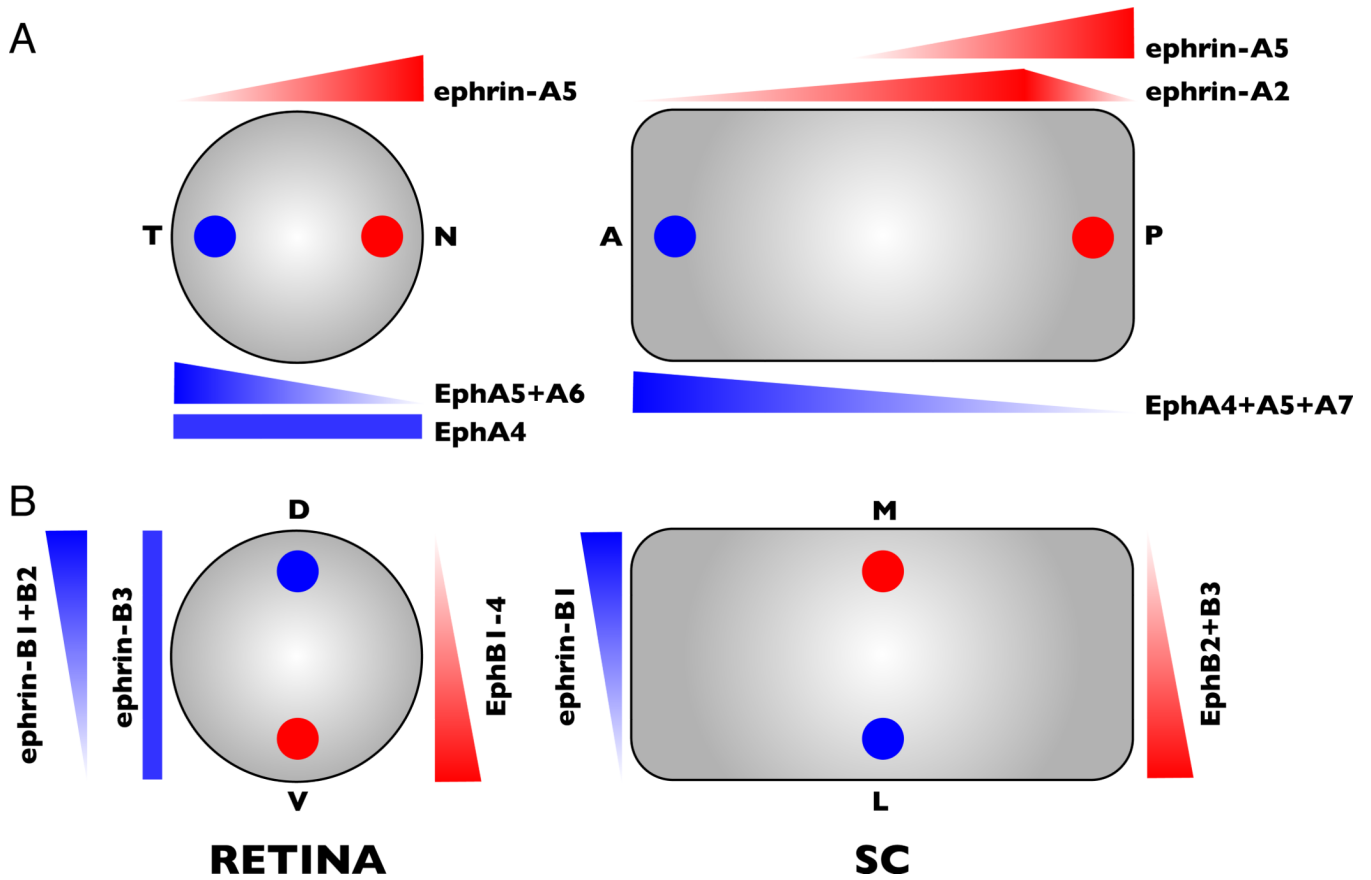 A
ephrin-A5
ephrin-A5
ephrin-A2
T
N
A
P
EphA5+A6
EphA4
EphA4+A5+A7
B
D
M
ephrin-B1+B2
ephrin-B3
EphB1-4
ephrin-B1
EphB2+B3
V
L
RETINA
SC